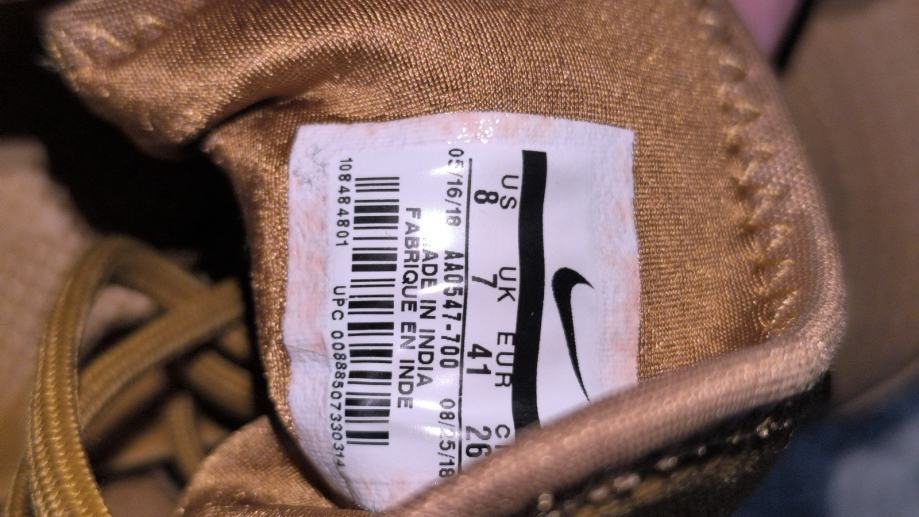 US UK EUR C
8 7 41 26
05/16/18 AA0547-700 08/25/18
MADE IN INDIA
FABRIQUE EN INDE
108484801 UPC 00888507330314